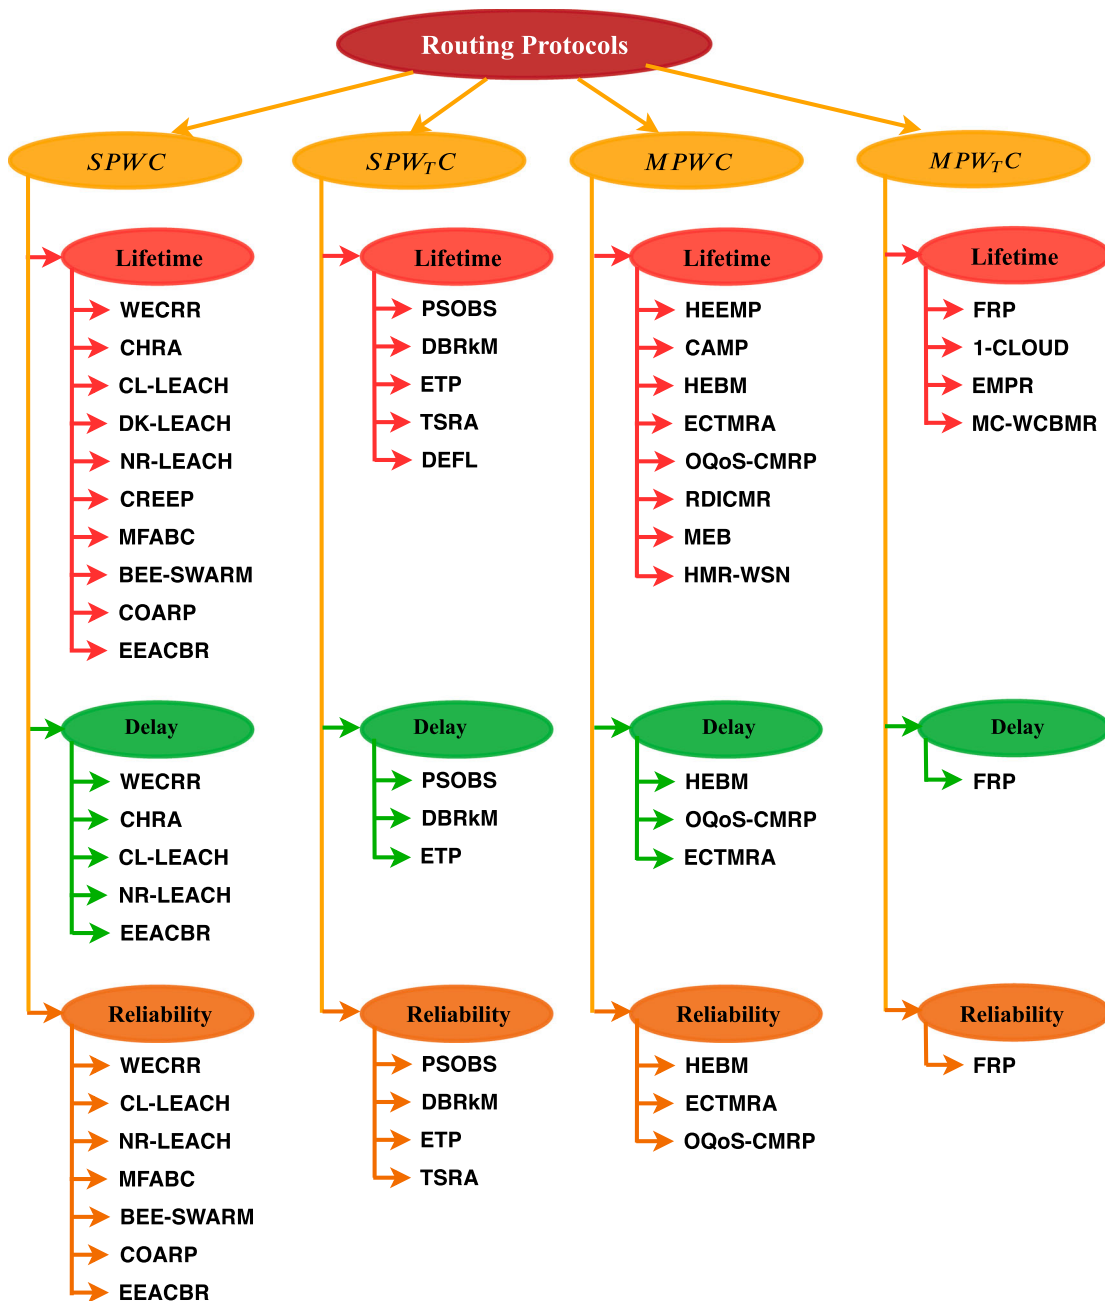 Routing Protocols
SPWC
SPW_TC
MPWC
MPW_TC
Lifetime
WECRR
CHRA
CL-LEACH
DK-LEACH
NR-LEACH
CREEP
MFABC
BEE-SWARM
COARP
EEACBR
Delay
WECRR
CHRA
CL-LEACH
NR-LEACH
EEACBR
Reliability
WECRR
CL-LEACH
NR-LEACH
MFABC
BEE-SWARM
COARP
EEACBR
Lifetime
PSOBS
DBRkM
ETP
TSRA
DEFL
Delay
PSOBS
DBRkM
ETP
Reliability
PSOBS
DBRkM
ETP
TSRA
Lifetime
HEEMP
CAMP
HEBM
ECTMRA
OQoS-CMRP
RDICMR
MEB
HMR-WSN
Delay
HEBM
OQoS-CMRP
ECTMRA
Reliability
HEBM
ECTMRA
OQoS-CMRP
Lifetime
FRP
1-CLOUD
EMPR
MC-WCBMR
Delay
FRP
Reliability
FRP